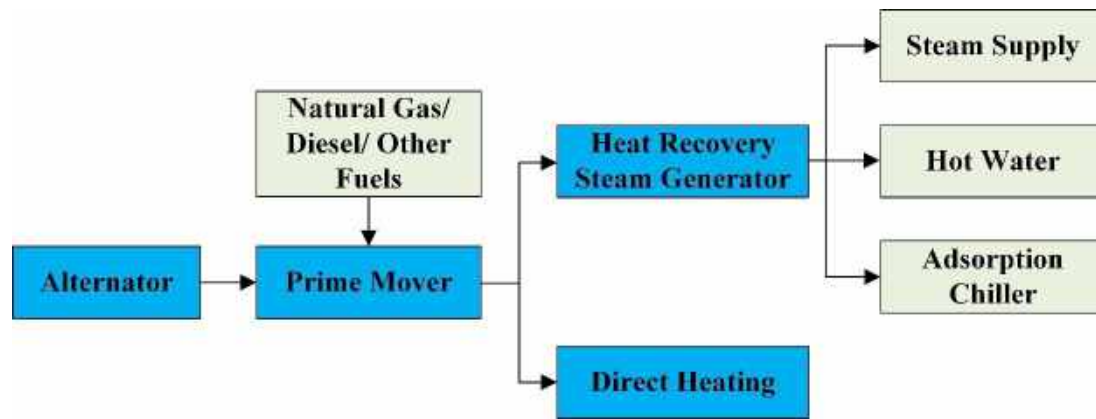 Steam Supply
Natural Gas/
Diesel/ Other
Fuels
Heat Recovery
Steam Generator
Hot Water
Alternator
Prime Mover
Adsorption
Chiller
Direct Heating